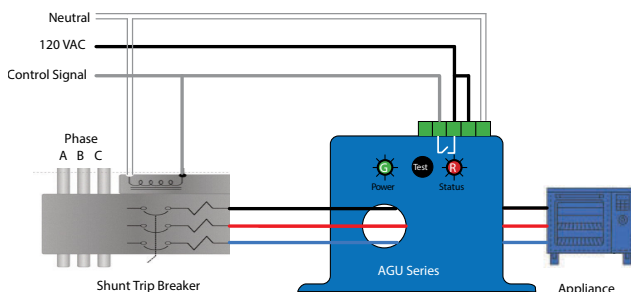 Neutral
120 VAC
Control Signal
Phase
A B C
G
Test
R
Power
Status
AGU Series
Shunt Trip Breaker
Appliance